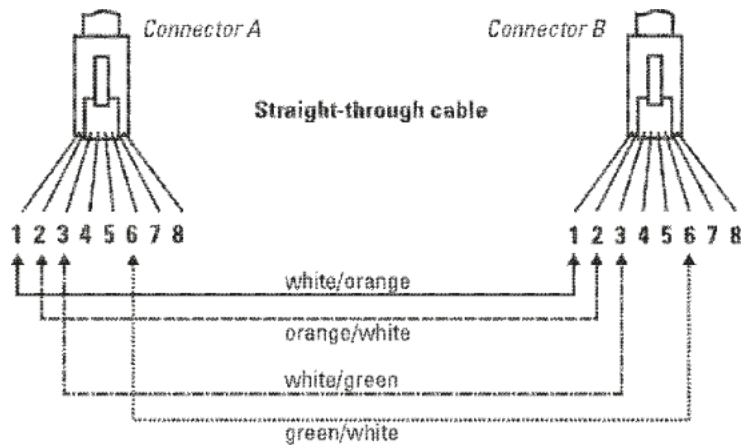 Connector A
Connector B
Straight-through cable
1 2 3 4 5 6 7 8
1 2 3 4 5 6 7 8
white/orange
orange/white
white/green
green/white